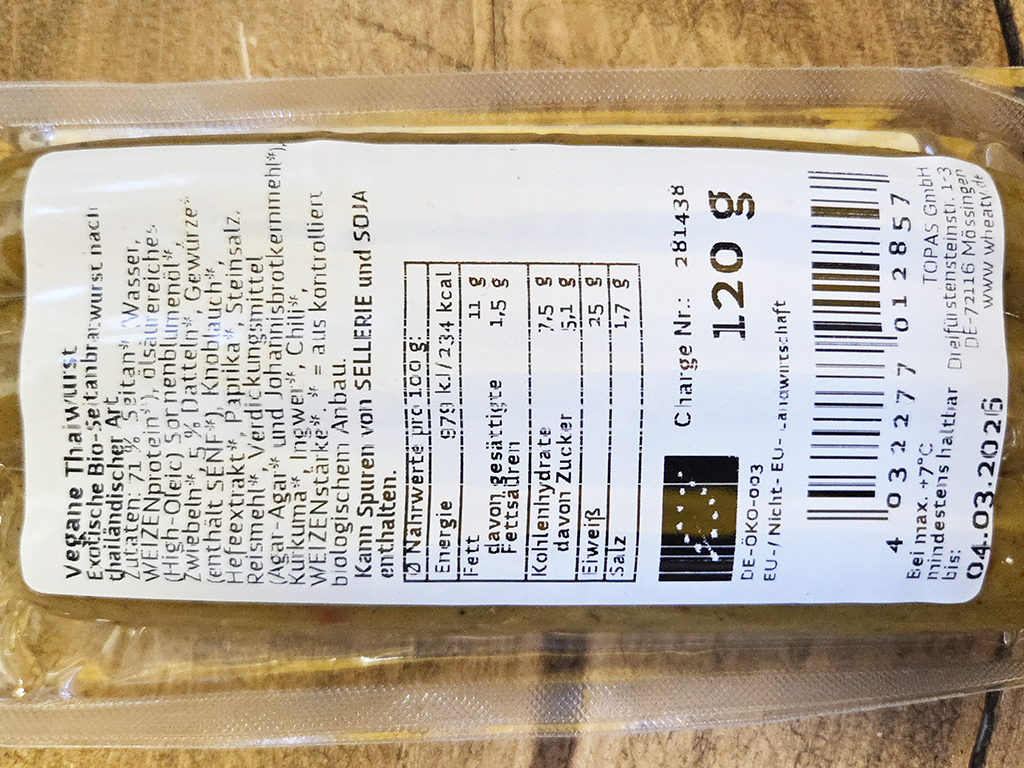 Vegane Thaiwurst
Exotische Bio-Seitanbratwurst nach
thailändischer Art
Zutaten: 71 % Seitan* (Wasser,
WEIZENprotein*), ölsäurereiches
(High-Oleic) Sonnenblumenöl*,
Zwiebeln*, 5 % Datteln*, Gewürze*
(enthält SENF*), Knoblauch*,
Hefeextrakt*, Paprika*, Steinsalz,
Reismehl*, Verdickungsmittel
(Agar-Agar* und Johannisbrotkernmehl*),
Kurkuma*, Ingwer*, Chili*,
WEIZENstärke* * = aus kontrolliert
biologischem Anbau.
Kann Spuren von SELLERIE und SOJA
enthalten.
Ø Nährwerte pro 100 g:
Energie 979 kJ/234 kcal
Fett 11 g
davon gesättigte 1,5 g
Fettsäuren
Kohlenhydrate 7,5 g
davon Zucker 5,1 g
Eiweiß 25 g
Salz 1,7 g
Charge Nr.: 281438
120 g
DE-ÖKO-003
EU-/Nicht-EU-Landwirtschaft
4 032277 012857
Bei max. +7°C
mindestens haltbar
bis:
04.03.2026
TOPAS GmbH
Dreifürstensteinstr. 1-3
DE-72116 Mössingen
www.wheaty.de